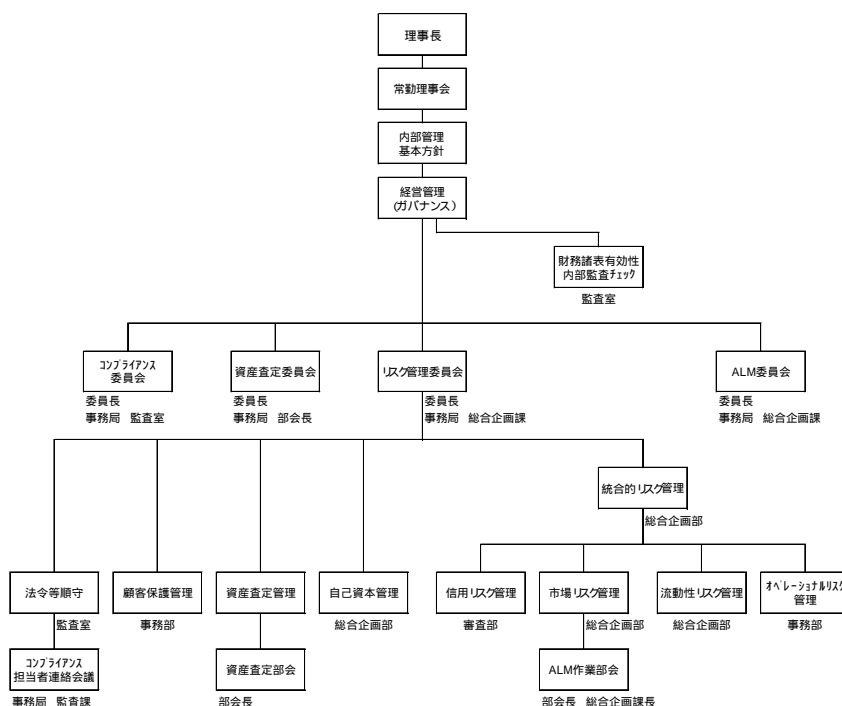 理事長
常勤理事会
内部管理
基本方針
経営管理
(ガバナンス)
財務諸表有効性
内部監査ﾁｪｯｸ
監査室
ｺﾝﾌﾟﾗｲｱﾝｽ
委員会
委員長
事務局 監査室
資産査定委員会
委員長
事務局 部会長
リスク管理委員会
委員長
事務局 総合企画課
ALM委員会
委員長
事務局 総合企画課
統合的リスク管理
総合企画部
法令等順守
監査室
顧客保護管理
事務部
資産査定管理
自己資本管理
総合企画部
信用リスク管理
審査部
市場リスク管理
総合企画部
流動性リスク管理
総合企画部
ｵﾍﾟﾚｰｼｮﾅﾙﾘｽｸ
管理
事務部
ｺﾝﾌﾟﾗｲｱﾝｽ
担当者連絡会議
事務局 監査課
資産査定部会
部会長
ALM作業部会
部会長 総合企画課長